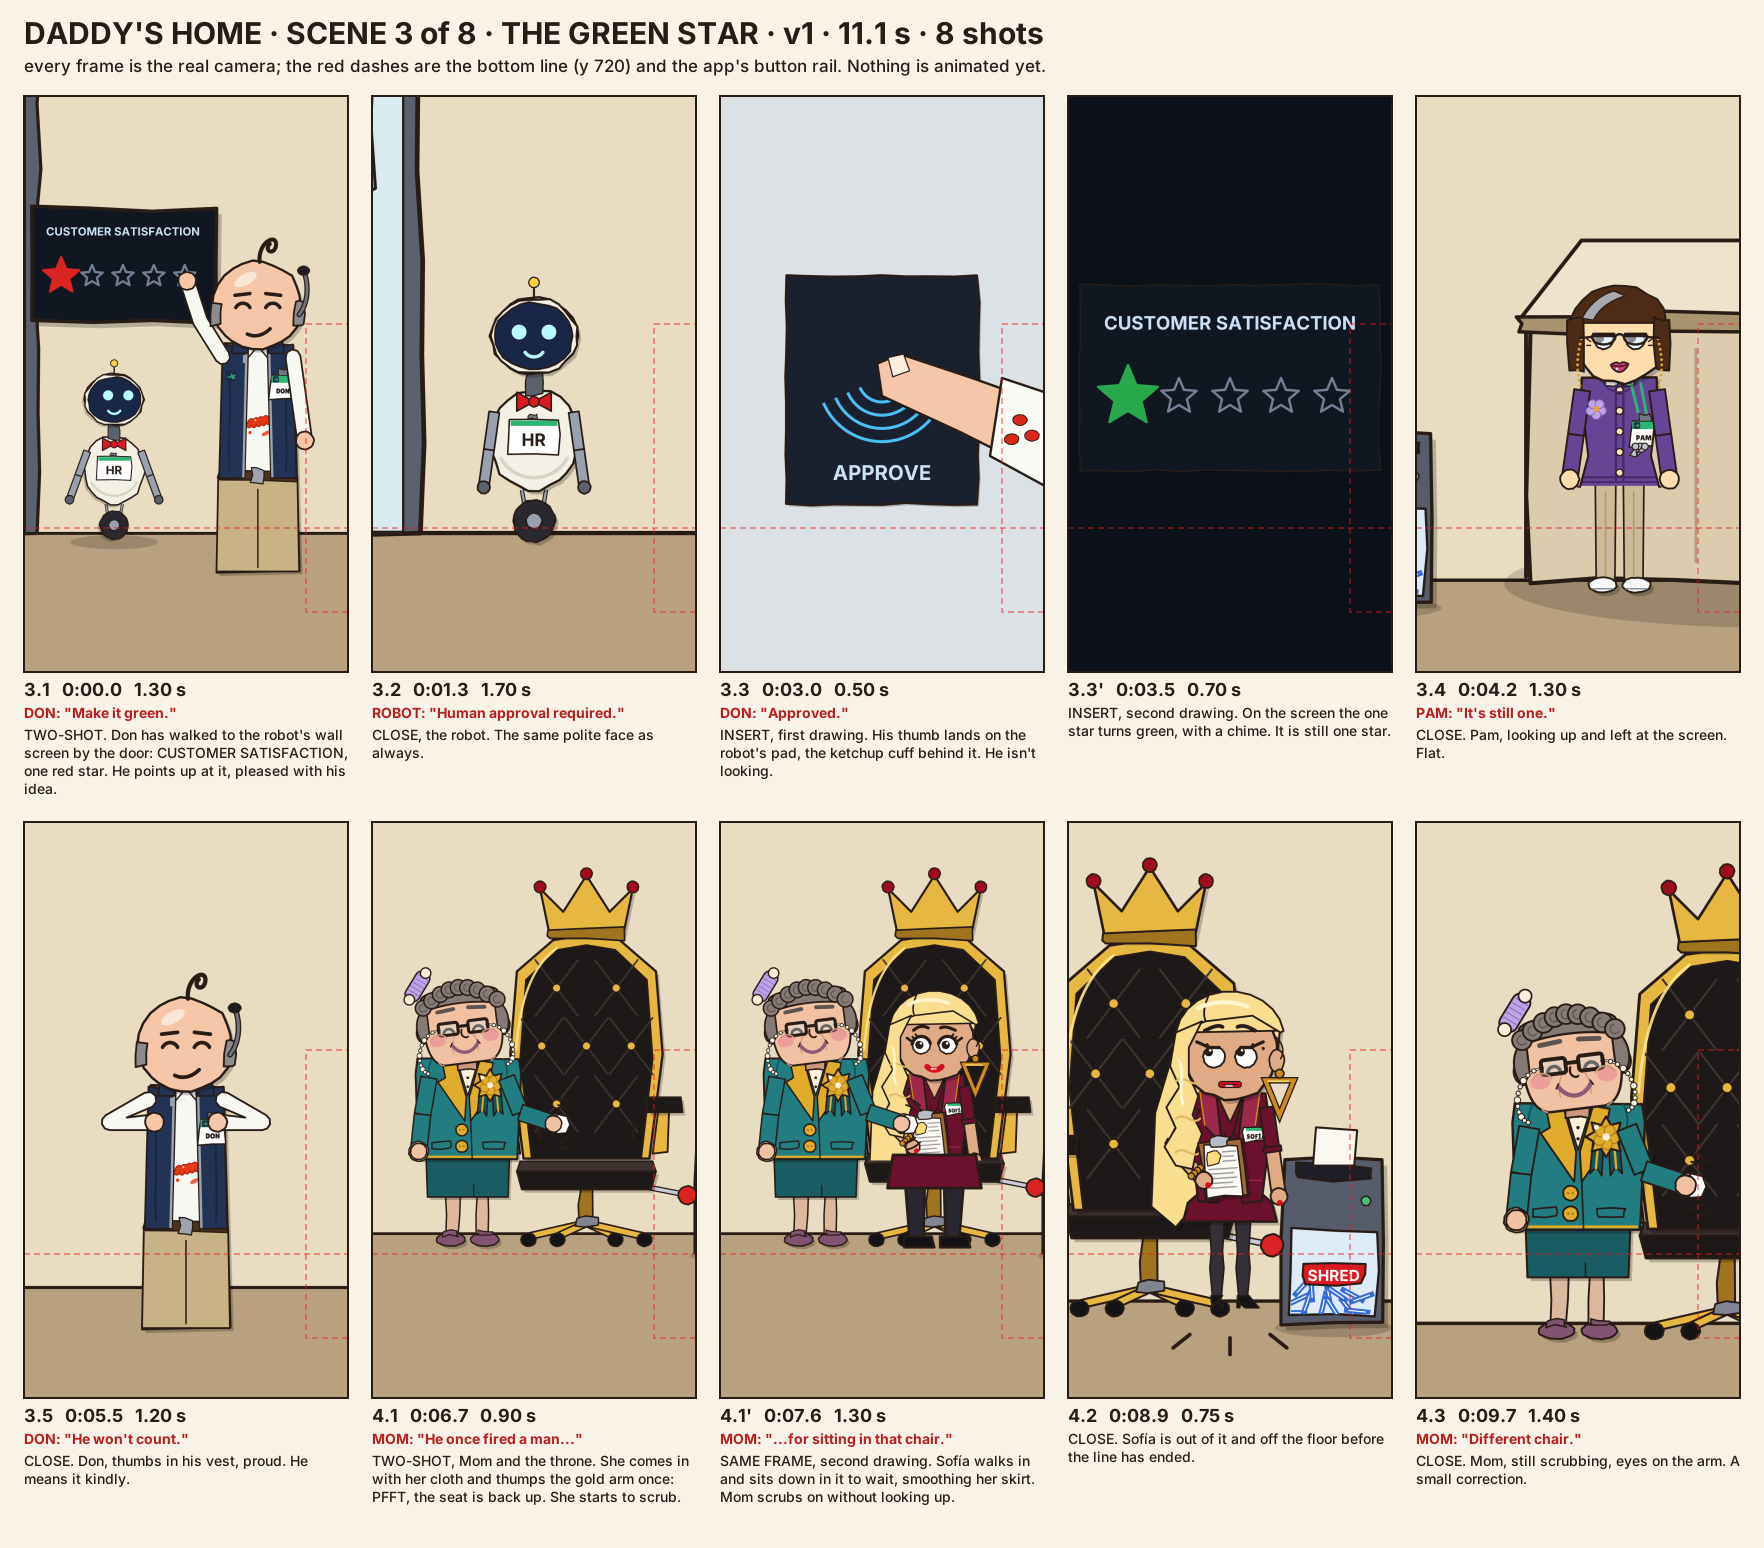 DADDY'S HOME · SCENE 3 of 8 · THE GREEN STAR · v1 · 11.1 s · 8 shots
every frame is the real camera; the red dashes are the bottom line (y 720) and the app's button rail. Nothing is animated yet.
CUSTOMER SATISFACTION
HR
DON
HR
APPROVE
CUSTOMER SATISFACTION
PAM
3.1 0:00.0 1.30 s
DON: "Make it green."
TWO-SHOT. Don has walked to the robot's wall
screen by the door: CUSTOMER SATISFACTION,
one red star. He points up at it, pleased with his
idea.
3.2 0:01.3 1.70 s
ROBOT: "Human approval required."
CLOSE, the robot. The same polite face as
always.
3.3 0:03.0 0.50 s
DON: "Approved."
INSERT, first drawing. His thumb lands on the
robot's pad, the ketchup cuff behind it. He isn't
looking.
3.3' 0:03.5 0.70 s
INSERT, second drawing. On the screen the one
star turns green, with a chime. It is still one star.
3.4 0:04.2 1.30 s
PAM: "It's still one."
CLOSE. Pam, looking up and left at the screen.
Flat.
DON
SOFÍ
SOFÍ
SHRED
3.5 0:05.5 1.20 s
DON: "He won't count."
CLOSE. Don, thumbs in his vest, proud. He
means it kindly.
4.1 0:06.7 0.90 s
MOM: "He once fired a man..."
TWO-SHOT, Mom and the throne. She comes in
with her cloth and thumps the gold arm once:
PFFT, the seat is back up. She starts to scrub.
4.1' 0:07.6 1.30 s
MOM: "...for sitting in that chair."
SAME FRAME, second drawing. Sofía walks in
and sits down in it to wait, smoothing her skirt.
Mom scrubs on without looking up.
4.2 0:08.9 0.75 s
CLOSE. Sofía is out of it and off the floor before
the line has ended.
4.3 0:09.7 1.40 s
MOM: "Different chair."
CLOSE. Mom, still scrubbing, eyes on the arm. A
small correction.